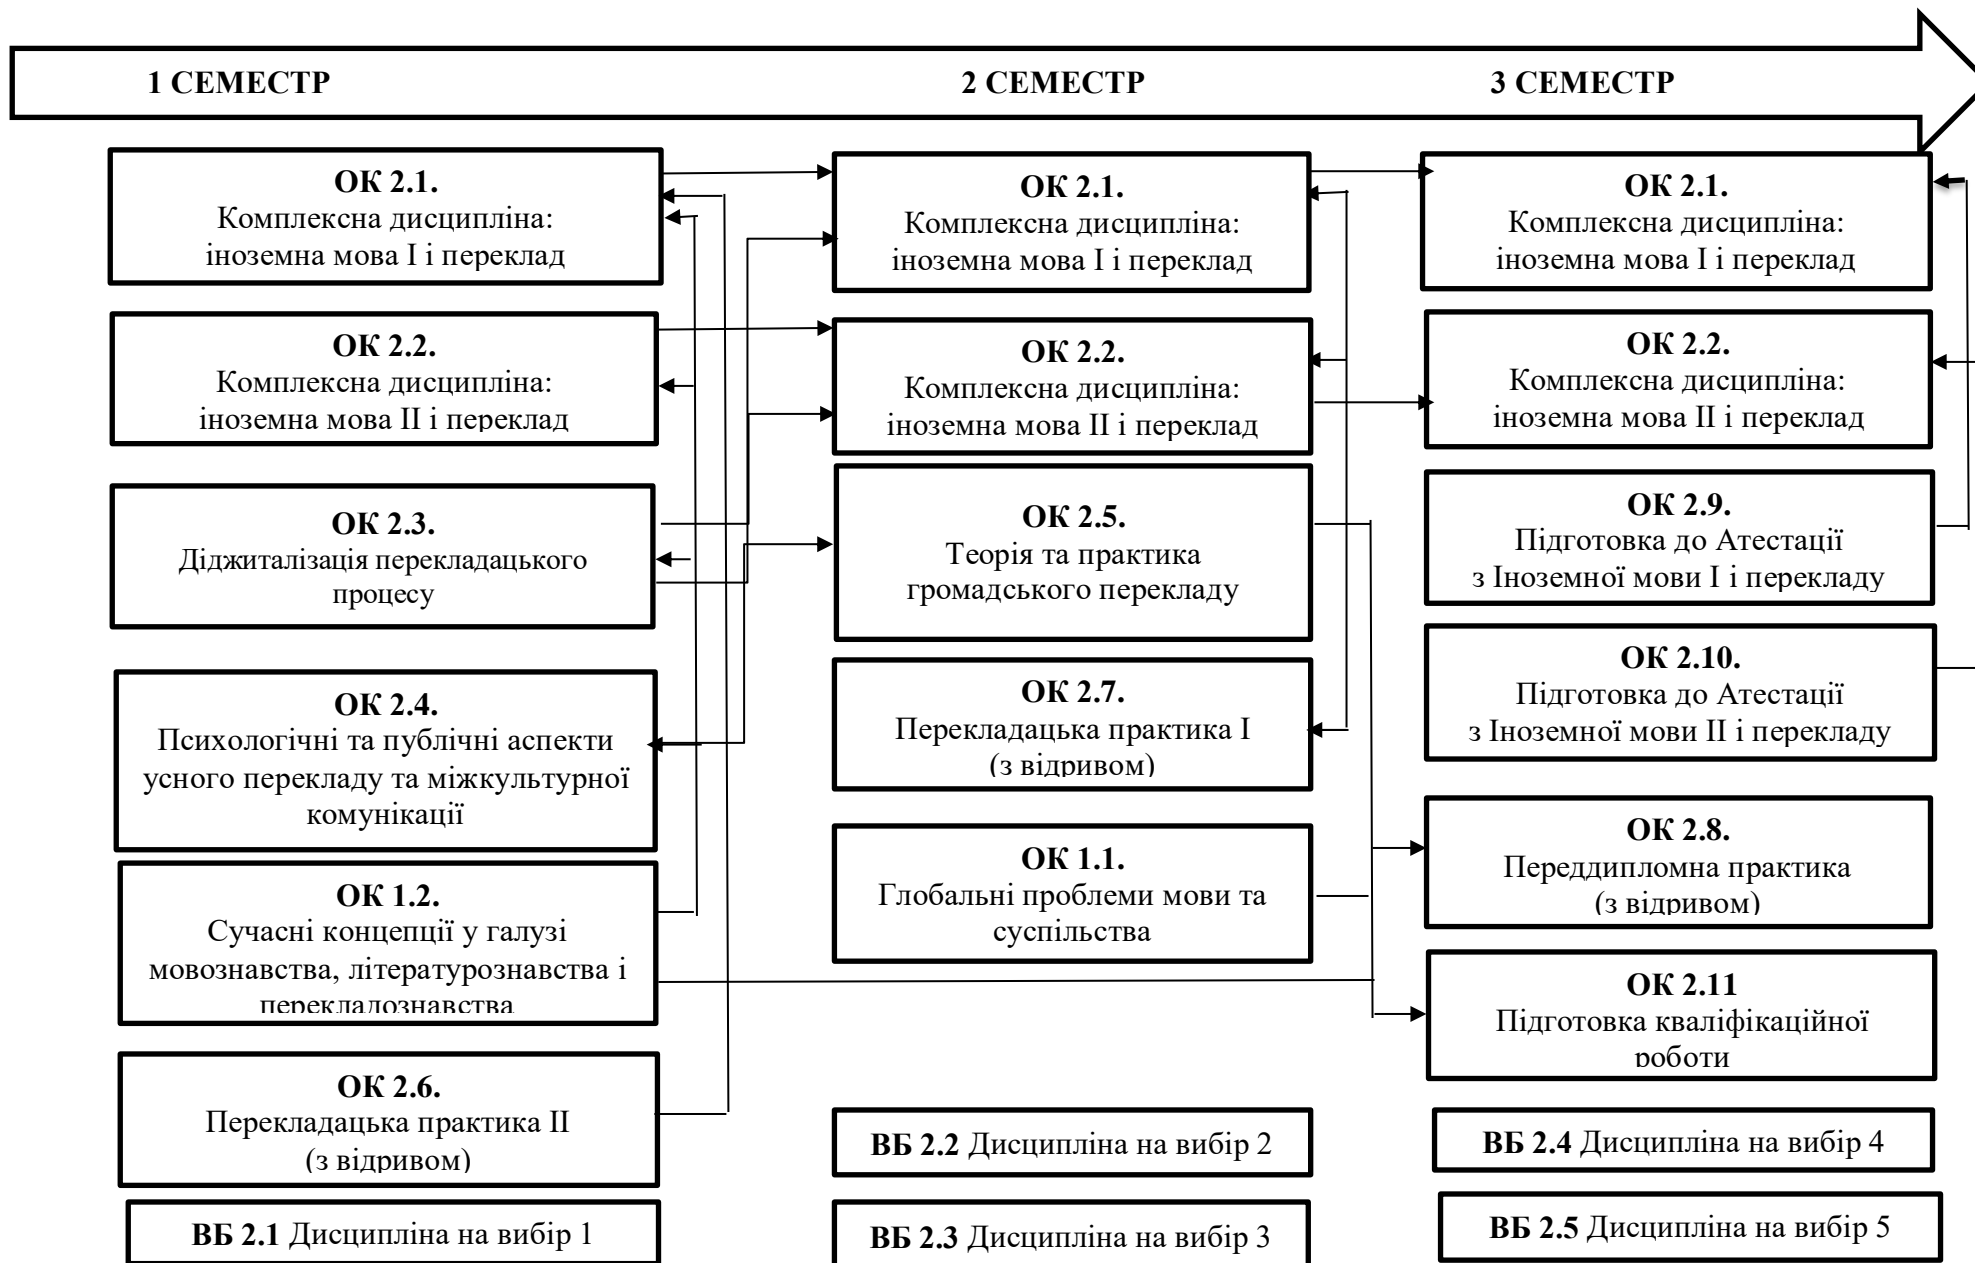 1 СЕМЕСТР
2 СЕМЕСТР
3 СЕМЕСТР
ОК 2.1.
Комплексна дисципліна:
іноземна мова І і переклад
ОК 2.2.
Комплексна дисципліна:
іноземна мова ІІ і переклад
ОК 2.3.
Діджиталізація перекладацького
процесу
ОК 2.4.
Психологічні та публічні аспекти
усного перекладу та міжкультурної
комунікації
ОК 1.2.
Сучасні концепції у галузі
мовознавства, літературознавства і
перекладознавства
ОК 2.6.
Перекладацька практика ІІ
(з відривом)
ВБ 2.1 Дисципліна на вибір 1
ОК 2.1.
Комплексна дисципліна:
іноземна мова І і переклад
ОК 2.2.
Комплексна дисципліна:
іноземна мова ІІ і переклад
ОК 2.5.
Теорія та практика
громадського перекладу
ОК 2.7.
Перекладацька практика І
(з відривом)
ОК 1.1.
Глобальні проблеми мови та
суспільства
ВБ 2.2 Дисципліна на вибір 2
ВБ 2.3 Дисципліна на вибір 3
ОК 2.1.
Комплексна дисципліна:
іноземна мова І і переклад
ОК 2.2.
Комплексна дисципліна:
іноземна мова ІІ і переклад
ОК 2.9.
Підготовка до Атестації
з Іноземної мови І і перекладу
ОК 2.10.
Підготовка до Атестації
з Іноземної мови ІІ і перекладу
ОК 2.8.
Переддипломна практика
(з відривом)
ОК 2.11
Підготовка кваліфікаційної
роботи
ВБ 2.4 Дисципліна на вибір 4
ВБ 2.5 Дисципліна на вибір 5